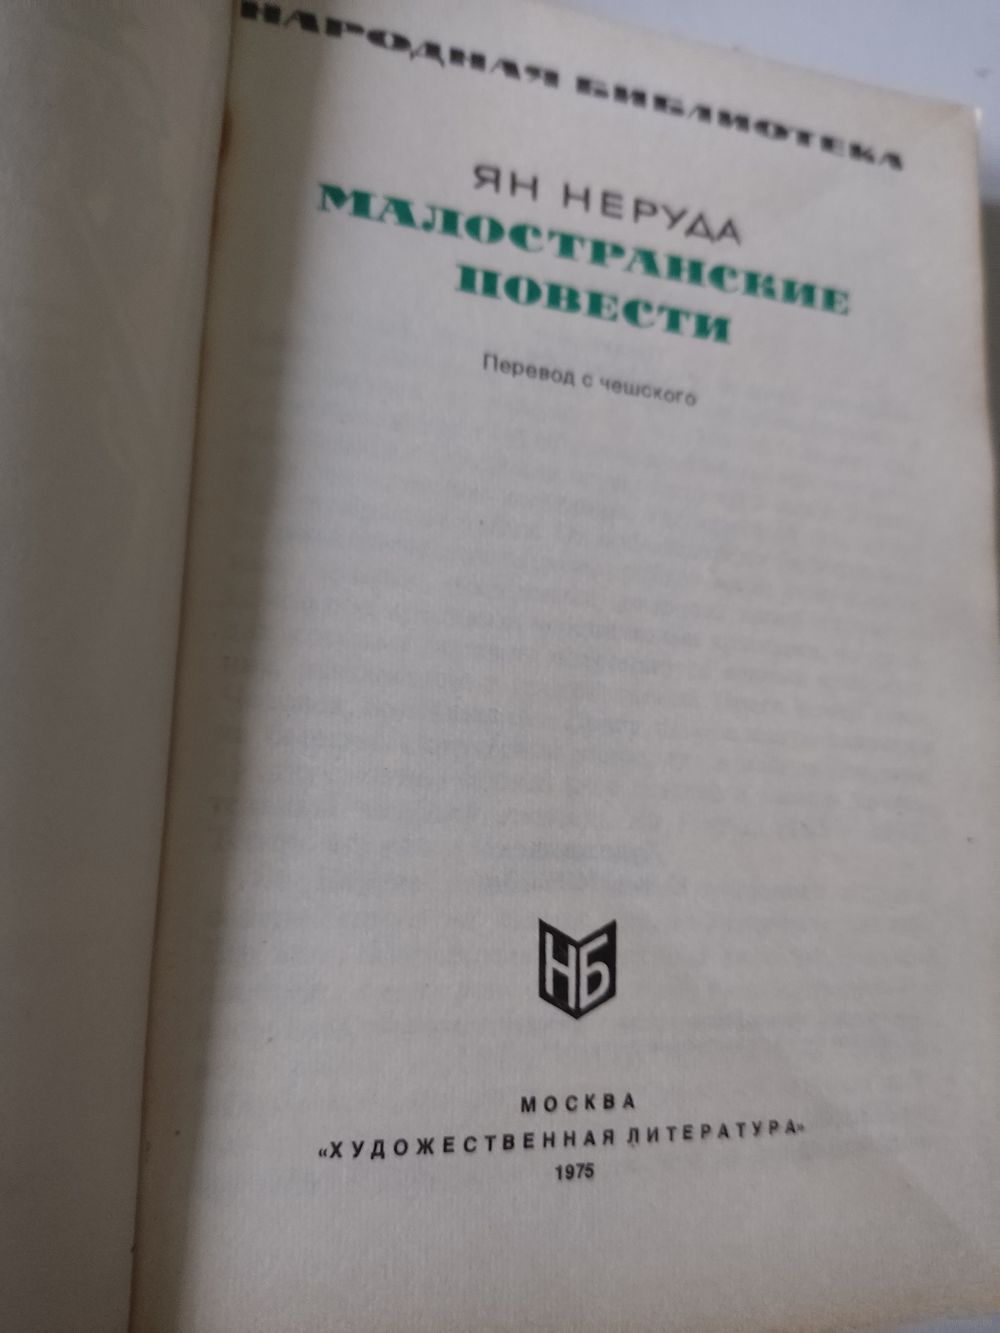 НАРОДНАЯ БИБЛИОТЕКА
ЯН НЕРУДА
МАЛОСТРАНСКИЕ
ПОВЕСТИ
Перевод с чешского
НБ
МОСКВА
«ХУДОЖЕСТВЕННАЯ ЛИТЕРАТУРА»
1975